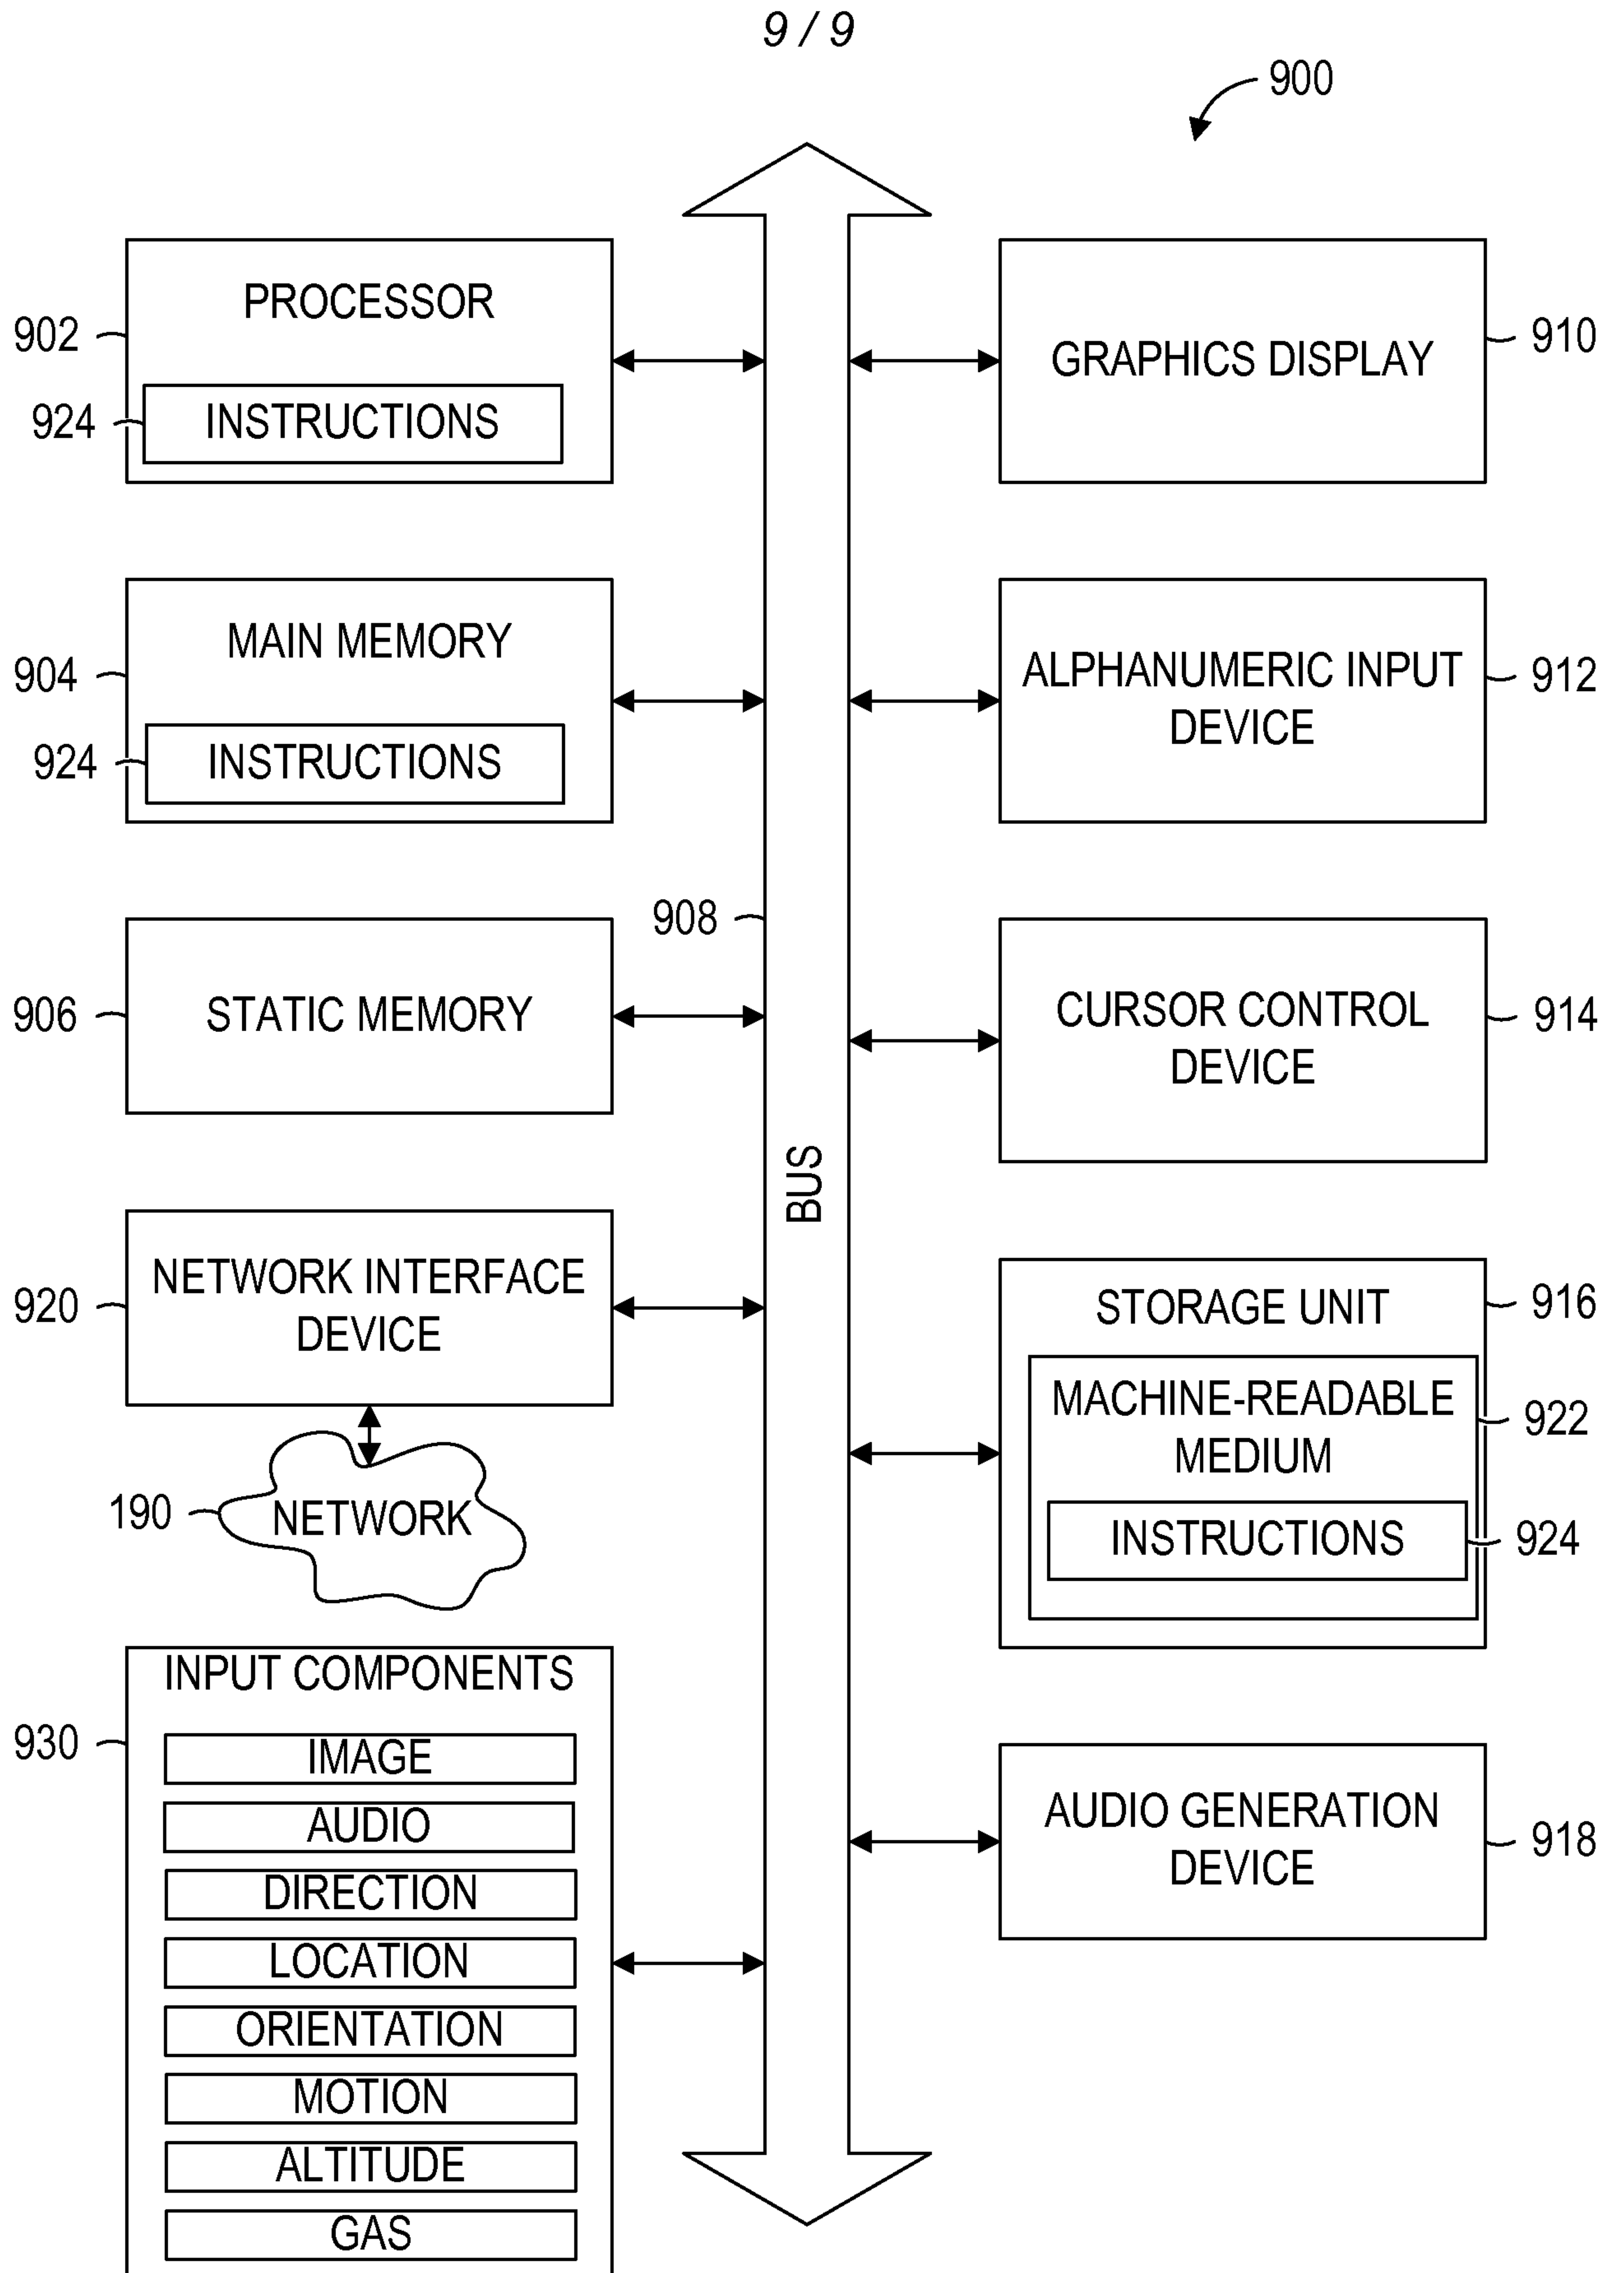 9 / 9
900
PROCESSOR
902
924
INSTRUCTIONS
GRAPHICS DISPLAY
910
MAIN MEMORY
904
924
INSTRUCTIONS
ALPHANUMERIC INPUT
DEVICE
912
908
STATIC MEMORY
906
CURSOR CONTROL
DEVICE
914
BUS
NETWORK INTERFACE
DEVICE
920
190
NETWORK
STORAGE UNIT
916
MACHINE-READABLE
MEDIUM
922
INSTRUCTIONS
924
INPUT COMPONENTS
930
IMAGE
AUDIO
DIRECTION
LOCATION
ORIENTATION
MOTION
ALTITUDE
GAS
AUDIO GENERATION
DEVICE
918